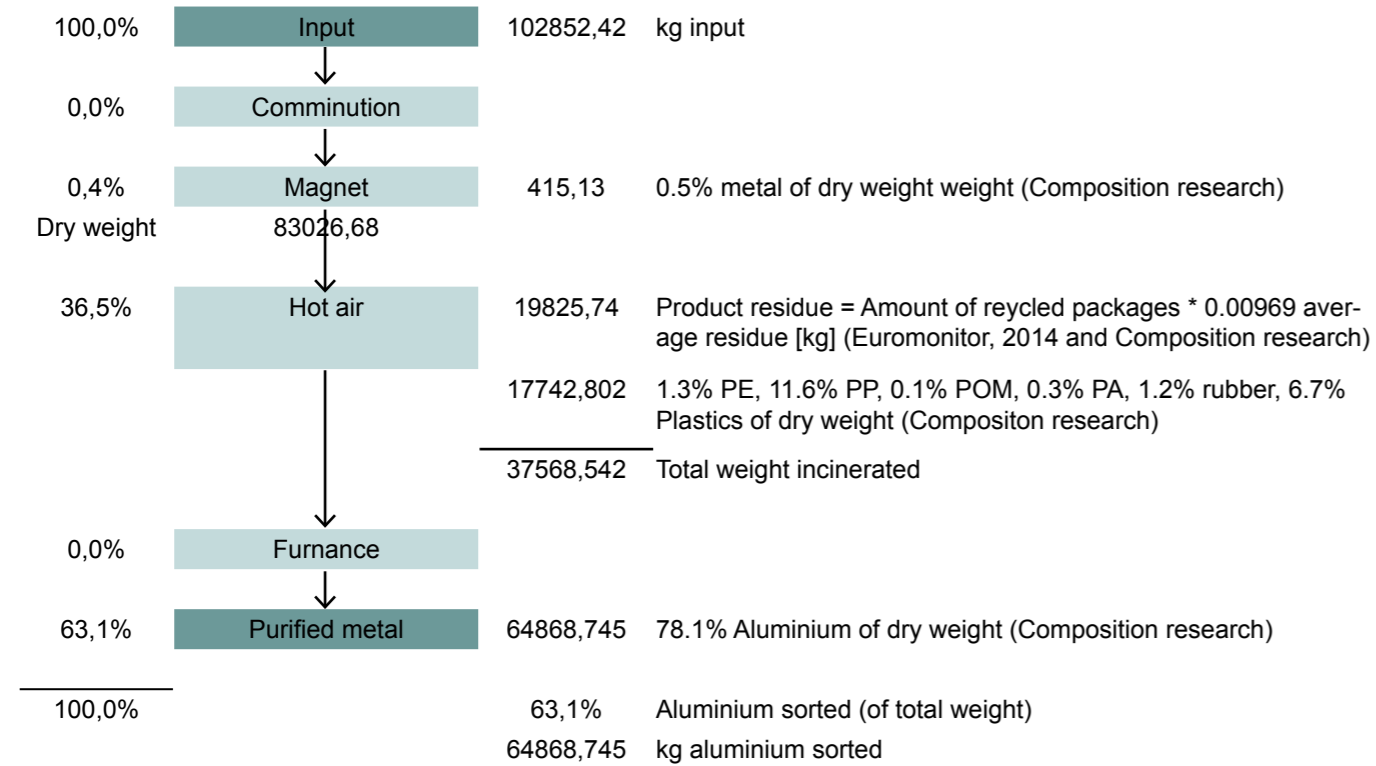 100,0% Input 102852,42 kg input
0,0% Comminution
0,4% Magnet 415,13 0.5% metal of dry weight weight (Composition research)
Dry weight 83026,68
36,5% Hot air 19825,74 Product residue = Amount of reycled packages * 0.00969 aver-
age residue [kg] (Euromonitor, 2014 and Composition research)
17742,802 1.3% PE, 11.6% PP, 0.1% POM, 0.3% PA, 1.2% rubber, 6.7%
Plastics of dry weight (Compositon research)
37568,542 Total weight incinerated
0,0% Furnance
63,1% Purified metal 64868,745 78.1% Aluminium of dry weight (Composition research)
100,0% 63,1% Aluminium sorted (of total weight)
64868,745 kg aluminium sorted